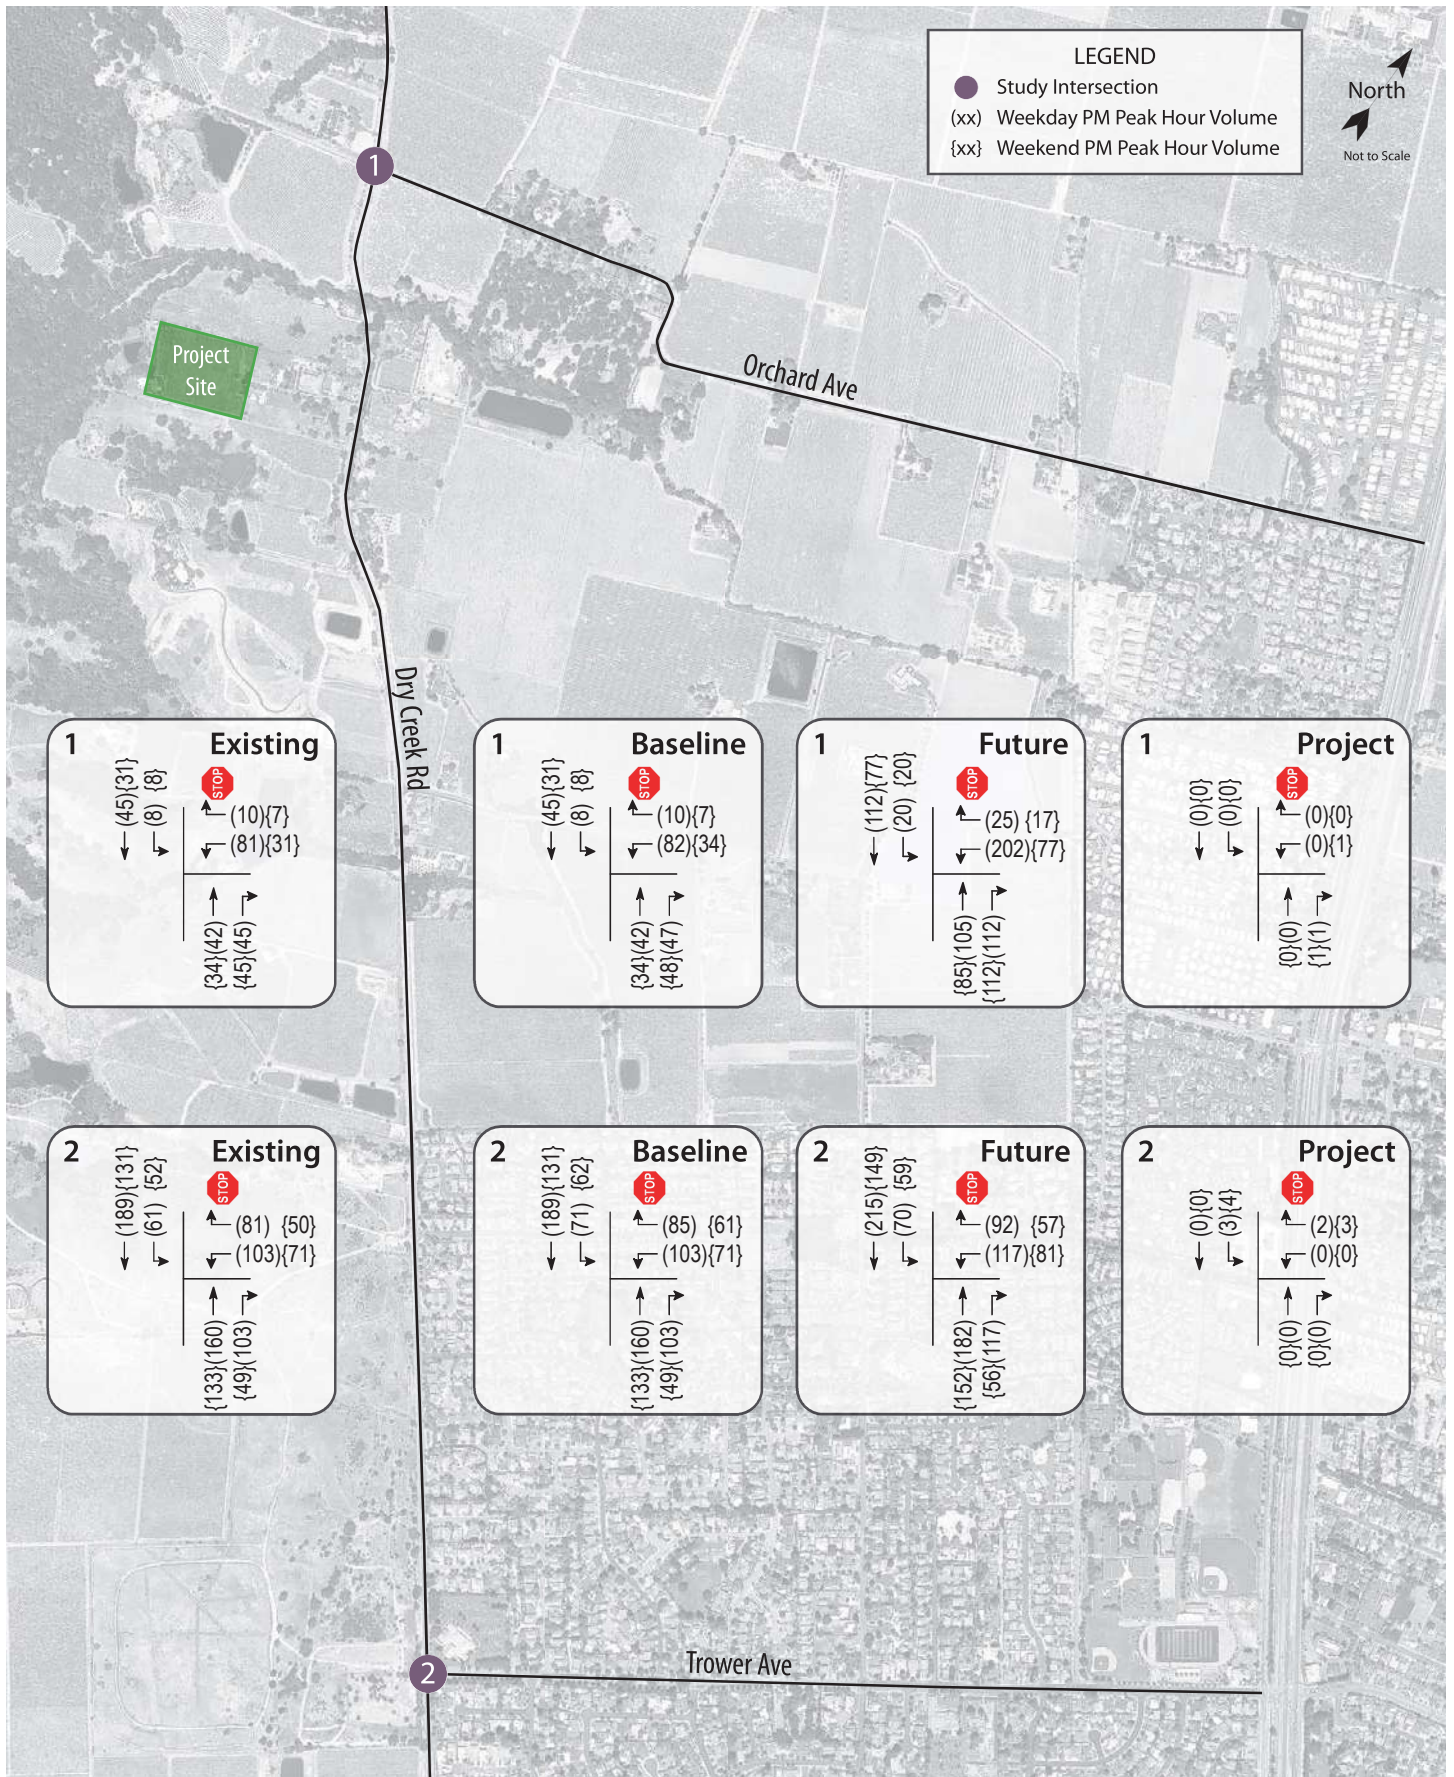 LEGEND
Study Intersection
(xx) Weekday PM Peak Hour Volume
{xx} Weekend PM Peak Hour Volume
North
Not to Scale
1
Project
Site
Orchard Ave
Dry Creek Rd
1 Existing
(45){31}
(8) {8}
STOP
(10){7}
(81){31}
{34}(42)
{45}(45)
1 Baseline
(45){31}
(8) {8}
STOP
(10){7}
(82){34}
{34}(42)
{48}(47)
1 Future
(112){77}
(20) {20}
STOP
(25) {17}
(202){77}
{85}(105)
{112}(112)
1 Project
(0){0}
(0){0}
STOP
(0){0}
(0){1}
{0}(0)
{1}(1)
2 Existing
(189){131}
(61) {52}
STOP
(81) {50}
(103){71}
{133}(160)
{49}(103)
2 Baseline
(189){131}
(71) {62}
STOP
(85) {61}
(103){71}
{133}(160)
{49}(103)
2 Future
(215){149}
(70) {59}
STOP
(92) {57}
(117){81}
{152}(182)
{56}(117)
2 Project
(0){0}
(3){4}
STOP
(2){3}
(0){0}
{0}(0)
{0}(0)
2
Trower Ave